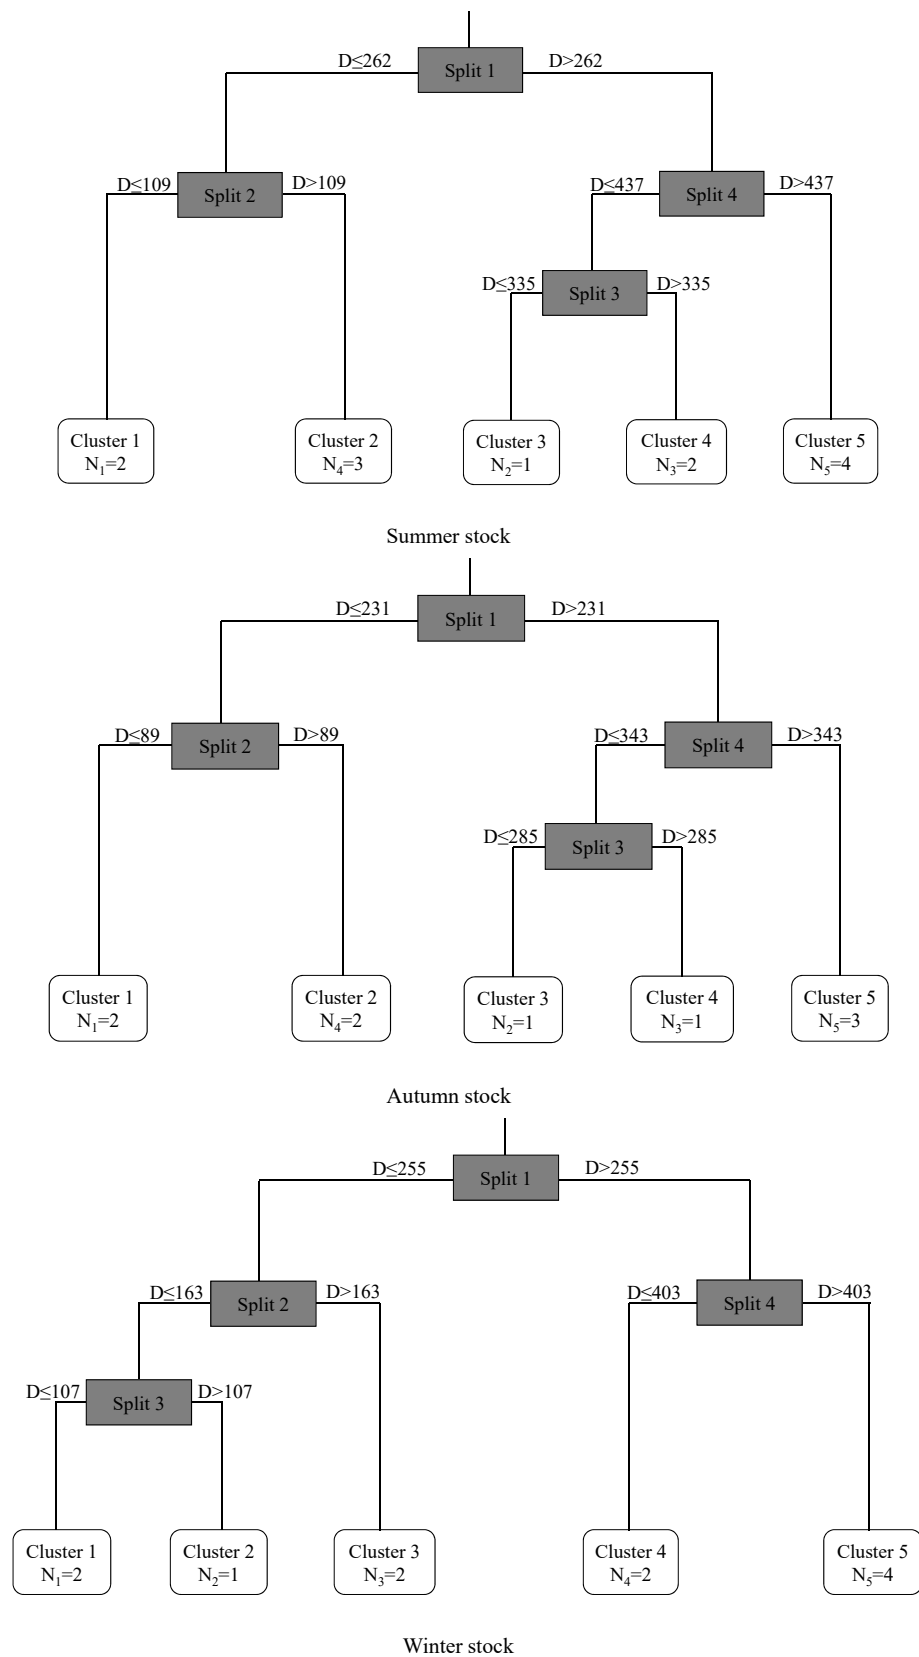 D≤262
Split 1
D>262
D≤109
Split 2
D>109
D≤437
Split 4
D>437
D≤335
Split 3
D>335
Cluster 1
N₁=2
Cluster 2
N₄=3
Cluster 3
N₂=1
Cluster 4
N₃=2
Cluster 5
N₅=4
Summer stock
D≤231
Split 1
D>231
D≤89
Split 2
D>89
D≤343
Split 4
D>343
D≤285
Split 3
D>285
Cluster 1
N₁=2
Cluster 2
N₄=2
Cluster 3
N₂=1
Cluster 4
N₃=1
Cluster 5
N₅=3
Autumn stock
D≤255
Split 1
D>255
D≤163
Split 2
D>163
D≤403
Split 4
D>403
D≤107
Split 3
D>107
Cluster 1
N₁=2
Cluster 2
N₂=1
Cluster 3
N₃=2
Cluster 4
N₄=2
Cluster 5
N₅=4
Winter stock